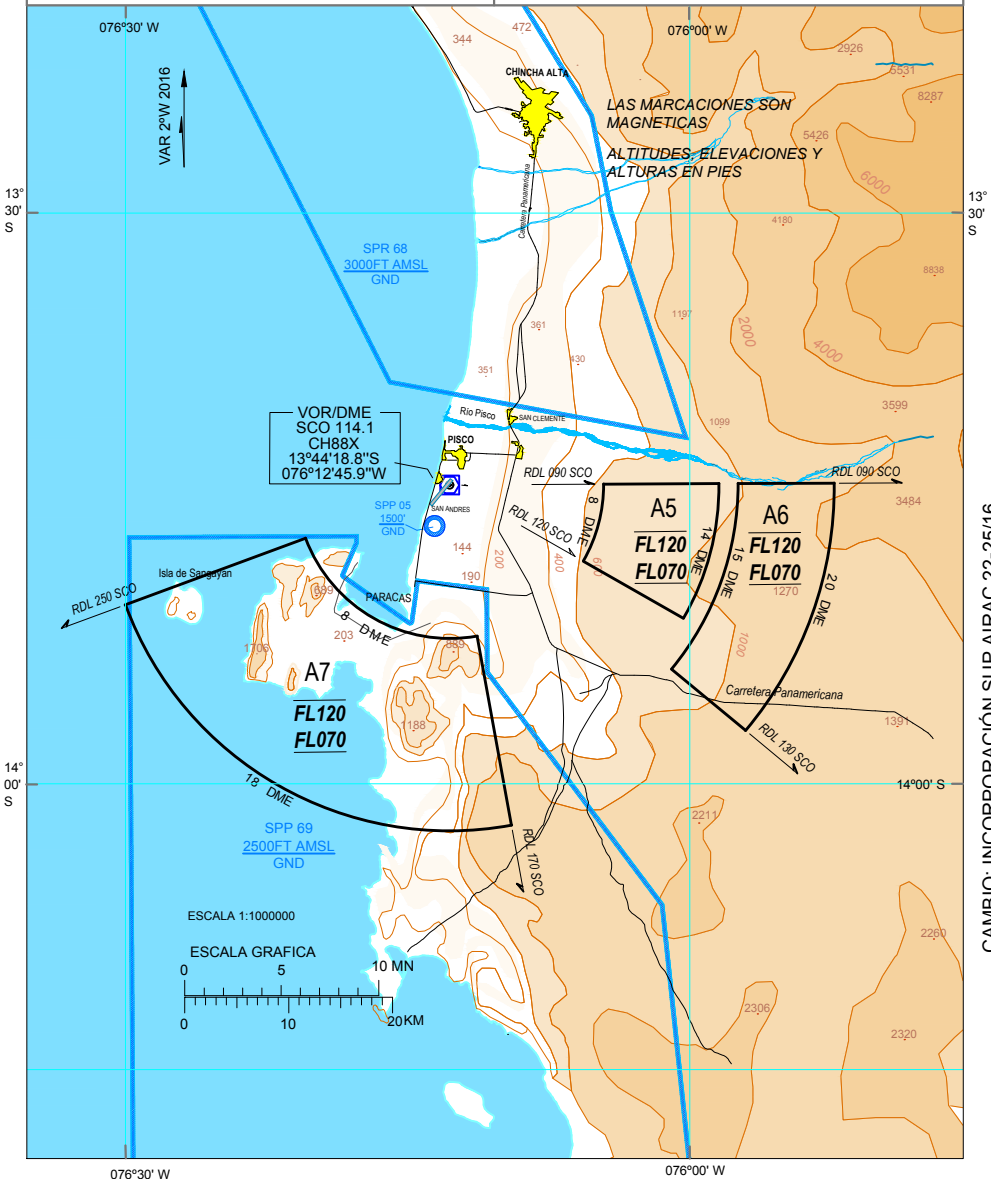 076°30' W
076°00' W
344
472
2926
5531
8287
VAR 2°W 2016
CHINCHA ALTA
LAS MARCACIONES SON
MAGNETICAS
5426
ALTITUDES, ELEVACIONES Y
ALTURAS EN PIES
6000
Carretera Panamericana
13°
30'
S
13°
30'
S
4180
SPR 68
3000FT AMSL
GND
8838
1197
2000
361
4000
430
351
3599
VOR/DME
SCO 114.1
CH88X
13°44'18.8"S
076°12'45.9"W
Río Pisco
SAN CLEMENTE
1099
PISCO
RDL 090 SCO
RDL 090 SCO
3484
SPP 05
1500'
GND
SAN ANDRES
RDL 120 SCO
8 DME
A5
FL120
FL070
14 DME
15 DME
A6
FL120
FL070
1270
20 DME
144
200
400
600
190
Isla de Sangayan
689
PARACAS
RDL 250 SCO
8 DME
203
1706
889
1000
A7
FL120
FL070
1188
Carretera Panamericana
1391
RDL 130 SCO
14°
00'
S
14°00' S
18 DME
2211
SPP 69
2500FT AMSL
GND
RDL 170 SCO
ESCALA 1:1000000
2260
ESCALA GRAFICA
0 5 10 MN
0 10 20KM
2306
2320
076°30' W
076°00' W
CAMBIO: INCORPORACIÓN SUP AIRAC 22-25/16